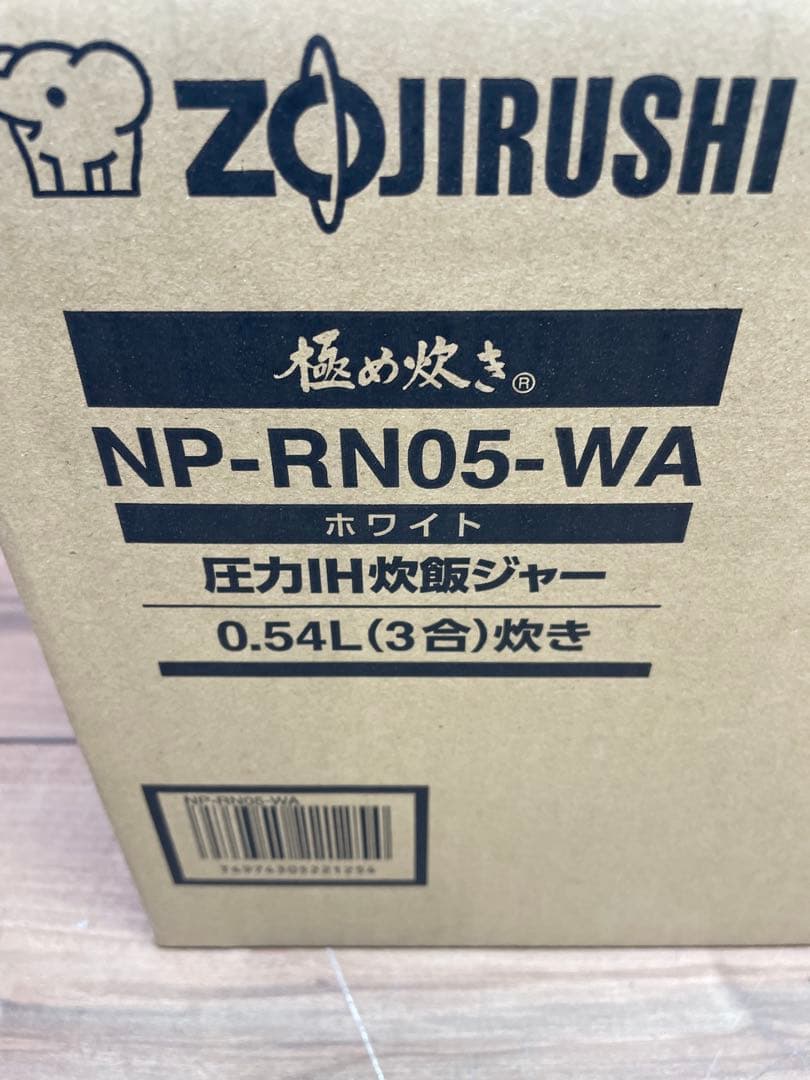 ZOJIRUSHI
極め炊き®
NP-RN05-WA
ホワイト
圧力IH炊飯ジャー
0.54L(3合)炊き
NP-RN05-WA